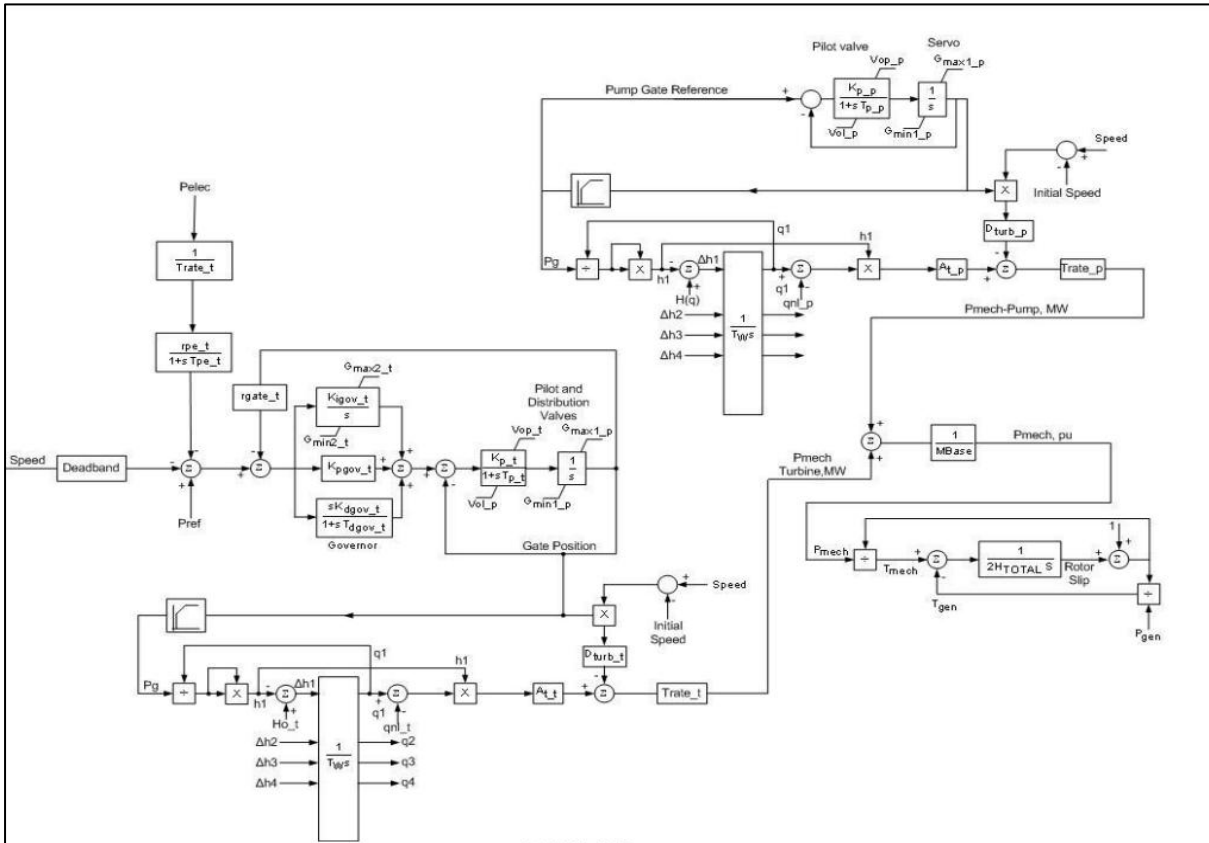 Pilot valve
Servo
Vop_p
Gmax1_p
Pump Gate Reference
+
-
Kp_p
1+s Tp_p
1
s
Vol_p
Gmin1_p
Speed
+
-
Initial Speed
X
Dturb_p
Pelec
1
Trate_t
rpe_t
1+s Tpe_t
q1
h1
Pg
÷
X
-
h1
Σ
Δh1
+
H(q)
Δh2
Δh3
Δh4
1
TWs
+
q1
Σ
-
qnl_p
X
At_p
+
-
Σ
Trate_p
Pmech-Pump, MW
rgate_t
Gmax2_t
Kigov_t
s
Gmin2_t
Pilot and
Distribution
Valves
Vop_t
Gmax1_p
Speed
Deadband
-
-
Σ
+
+
Pref
-
+
Σ
Kpgov_t
+
+
+
Σ
+
-
Σ
Kp_t
1+s Tp_t
1
s
Vol_p
Gmin1_p
sKdgov_t
1+s Tdgov_t
Governor
Gate Position
+
Σ
+
Pmech
Turbine,MW
1
MBase
Pmech, pu
Pmech
÷
Tmech
+
-
Σ
1
2HTOTAL S
Rotor
Slip
1
+
+
Σ
Tgen
÷
Pgen
Speed
+
-
Initial
Speed
X
Dturb_t
q1
h1
Pg
÷
X
-
h1
Σ
Δh1
+
Ho_t
+
q1
Σ
-
qnl_t
X
At_t
+
-
Σ
Trate_t
Δh2
Δh3
Δh4
1
TWs
q2
q3
q4